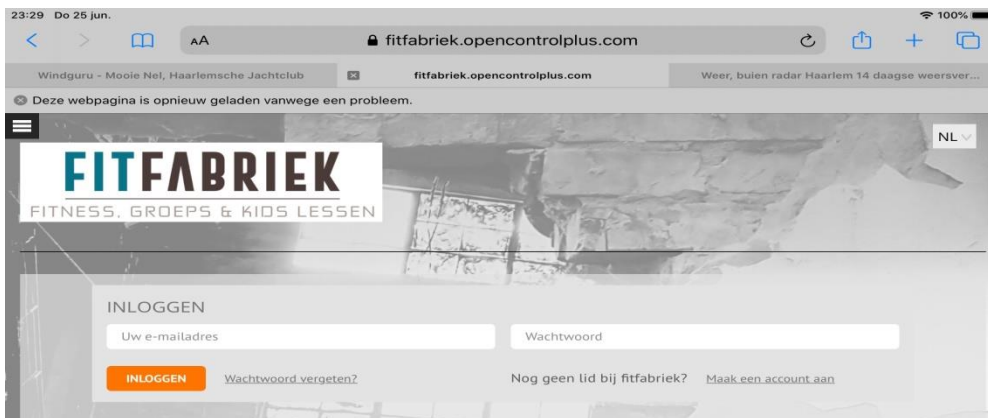 23:29 Do 25 jun. 100%
AA fitfabriek.opencontrolplus.com
Windguru - Mooie Nel, Haarlemsche Jachtclub fitfabriek.opencontrolplus.com Weer, buien radar Haarlem 14 daagse weersver...
Deze webpagina is opnieuw geladen vanwege een probleem.
NL
FITFABRIEK
FITNESS, GROEPS & KIDS LESSEN
INLOGGEN
Uw e-mailadres Wachtwoord
INLOGGEN Wachtwoord vergeten? Nog geen lid bij fitfabriek? Maak een account aan